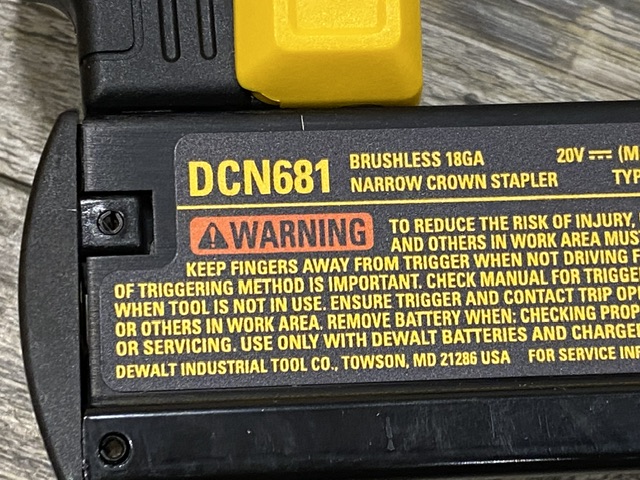 DCN681 BRUSHLESS 18GA 20V
NARROW CROWN STAPLER
WARNING TO REDUCE THE RISK OF INJURY,
AND OTHERS IN WORK AREA MUST
KEEP FINGERS AWAY FROM TRIGGER WHEN NOT DRIVING
OF TRIGGERING METHOD IS IMPORTANT. CHECK MANUAL FOR
WHEN TOOL IS NOT IN USE. ENSURE TRIGGER AND CONTACT TRIP
OR OTHERS IN WORK AREA. REMOVE BATTERY WHEN: CHECKING
OR SERVICING. USE ONLY WITH DEWALT BATTERIES AND
DEWALT INDUSTRIAL TOOL CO., TOWSON, MD 21286 USA FOR SERVICE